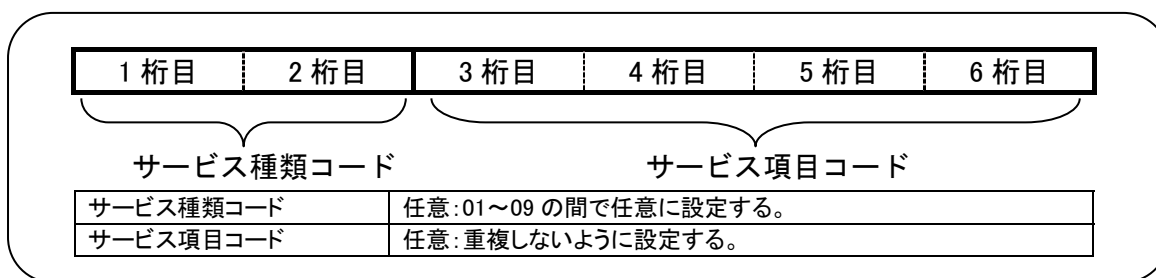 1 桁目 2 桁目 3 桁目 4 桁目 5 桁目 6 桁目
サービス種類コード サービス項目コード
サービス種類コード 任意：01～09 の間で任意に設定する。
サービス項目コード 任意：重複しないように設定する。